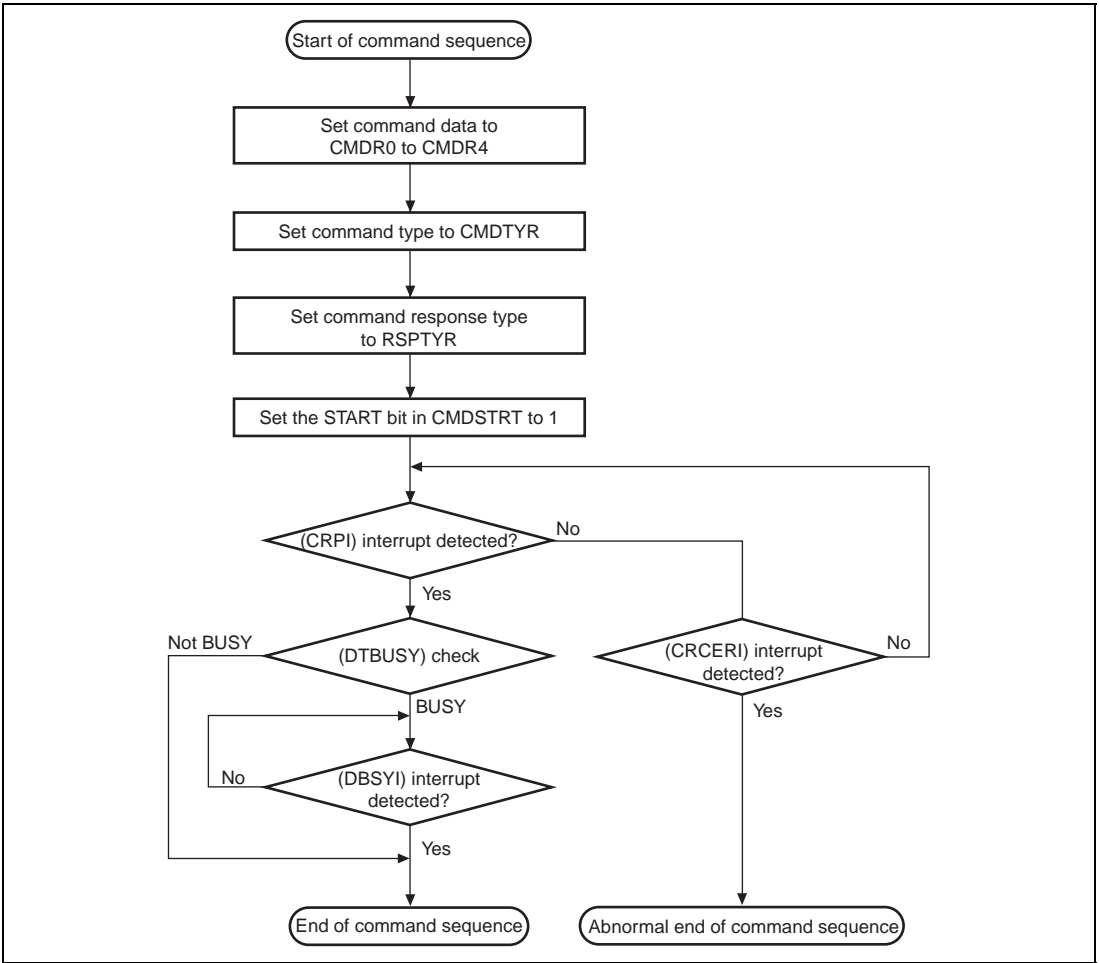 Start of command sequence
Set command data to
CMDR0 to CMDR4
Set command type to CMDTYR
Set command response type
to RSPTYR
Set the START bit in CMDSTRT to 1
(CRPI) interrupt detected?
No
Yes
Not BUSY
(DTBUSY) check
(CRCERI) interrupt
detected?
No
BUSY
Yes
No
(DBSYI) interrupt
detected?
Yes
End of command sequence
Abnormal end of command sequence